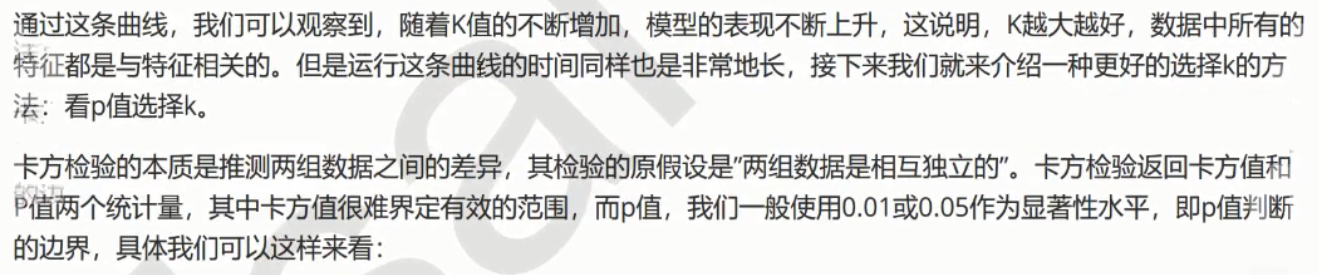 通过这条曲线，我们可以观察到，随着K值的不断增加，模型的表现不断上升，这说明，K越大越好，数据中所有的
特征都是与特征相关的。但是运行这条曲线的时间同样也是非常地长，接下来我们就来介绍一种更好的选择k的方
法：看p值选择k。
卡方检验的本质是推测两组数据之间的差异，其检验的原假设是”两组数据是相互独立的”。卡方检验返回卡方值和
P值两个统计量，其中卡方值很难界定有效的范围，而p值，我们一般使用0.01或0.05作为显著性水平，即p值判断
的边界，具体我们可以这样来看：